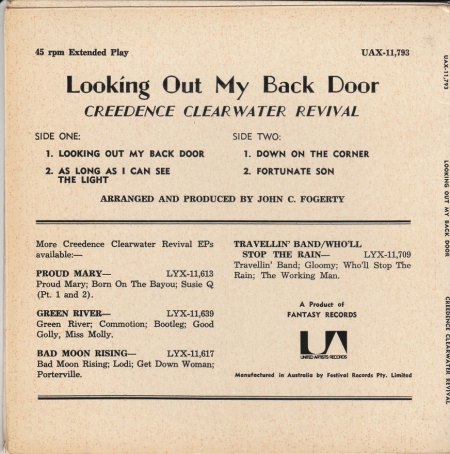 45 rpm Extended Play
UAX-11,793
Looking Out My Back Door
CREEDENCE CLEARWATER REVIVAL
SIDE ONE:
1. LOOKING OUT MY BACK DOOR
2. AS LONG AS I CAN SEE
THE LIGHT
SIDE TWO:
1. DOWN ON THE CORNER
2. FORTUNATE SON
ARRANGED AND PRODUCED BY JOHN C. FOGERTY
More Creedence Clearwater Revival EPs
available:—
PROUD MARY— LYX-11,613
Proud Mary; Born On The Bayou; Susie Q
(Pt. 1 and 2).
GREEN RIVER— LYX-11,639
Green River; Commotion; Bootleg; Good
Golly, Miss Molly.
BAD MOON RISING— LYX-11,617
Bad Moon Rising; Lodi; Get Down Woman;
Porterville.
TRAVELLIN' BAND/WHO'LL
STOP THE RAIN— LYX-11,709
Travellin' Band; Gloomy; Who'll Stop The
Rain; The Working Man.
A Product of
FANTASY RECORDS
UA
UNITED ARTISTS RECORDS
Manufactured in Australia by Festival Records Pty. Limited
UAX-11,793
LOOKING OUT MY BACK DOOR
CREEDENCE CLEARWATER REVIVAL